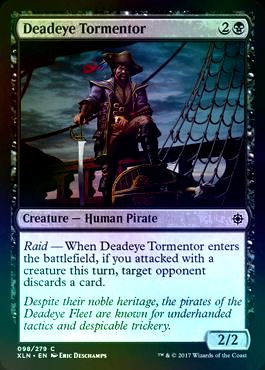 Deadeye Tormentor 2
Creature — Human Pirate
Raid — When Deadeye Tormentor enters
the battlefield, if you attacked with a
creature this turn, target opponent
discards a card.
Despite their noble heritage, the pirates of the
Deadeye Fleet are known for underhanded
tactics and despicable trickery.
2/2
098/279 C
XLN • EN ERIC DESCHAMPS
™ & © 2017 Wizards of the Coast